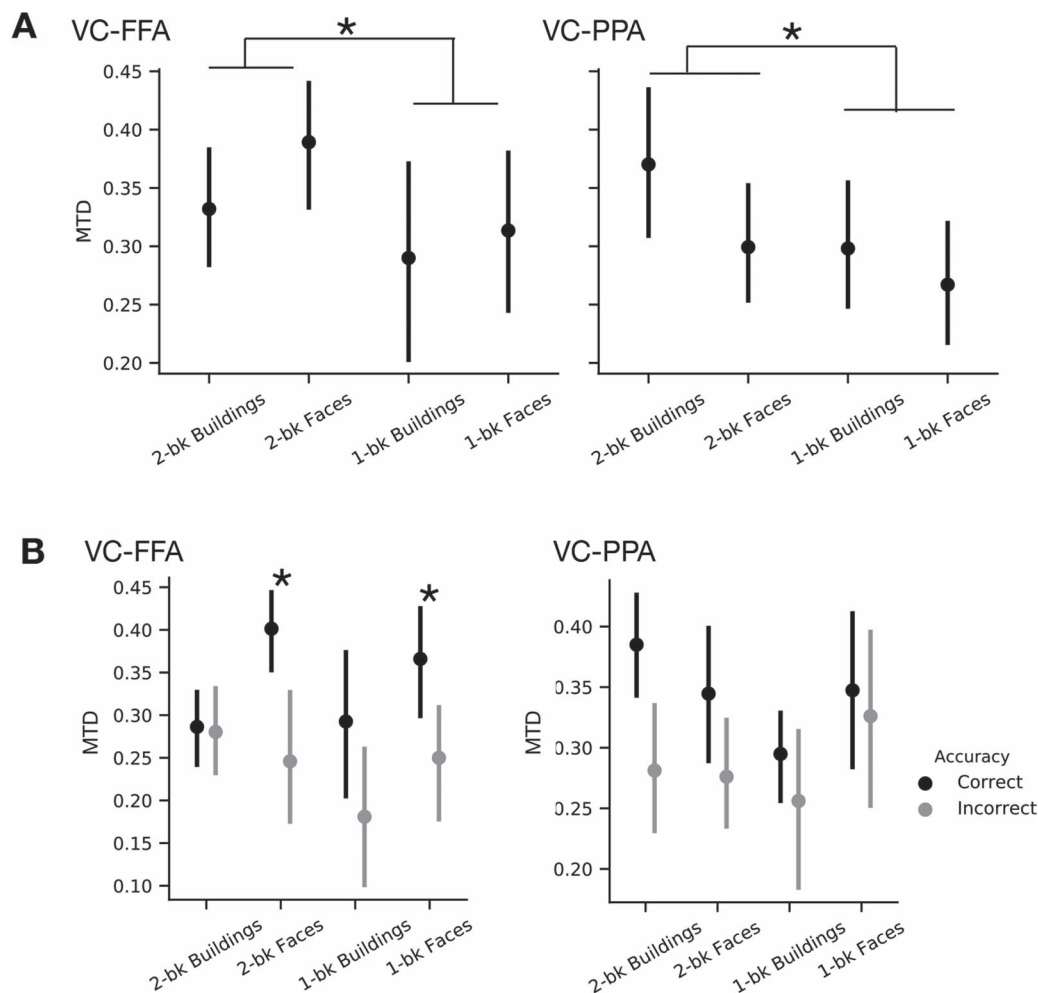 A
VC-FFA
*
VC-PPA
*
MTD
0.45
0.40
0.35
0.30
0.25
0.20
2-bk Buildings
2-bk Faces
1-bk Buildings
1-bk Faces
2-bk Buildings
2-bk Faces
1-bk Buildings
1-bk Faces
B
VC-FFA
*
*
MTD
0.45
0.40
0.35
0.30
0.25
0.20
0.15
0.10
2-bk Buildings
2-bk Faces
1-bk Buildings
1-bk Faces
VC-PPA
MTD
0.40
0.35
0.30
0.25
0.20
2-bk Buildings
2-bk Faces
1-bk Buildings
1-bk Faces
Accuracy
Correct
Incorrect